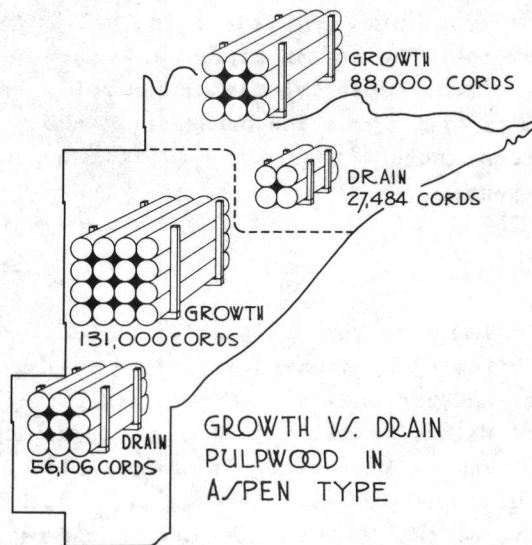 GROWTH
88,000 CORDS
DRAIN
27,484 CORDS
GROWTH
131,000 CORDS
DRAIN
56,106 CORDS
GROWTH VS. DRAIN
PULPWOOD IN
ASPEN TYPE